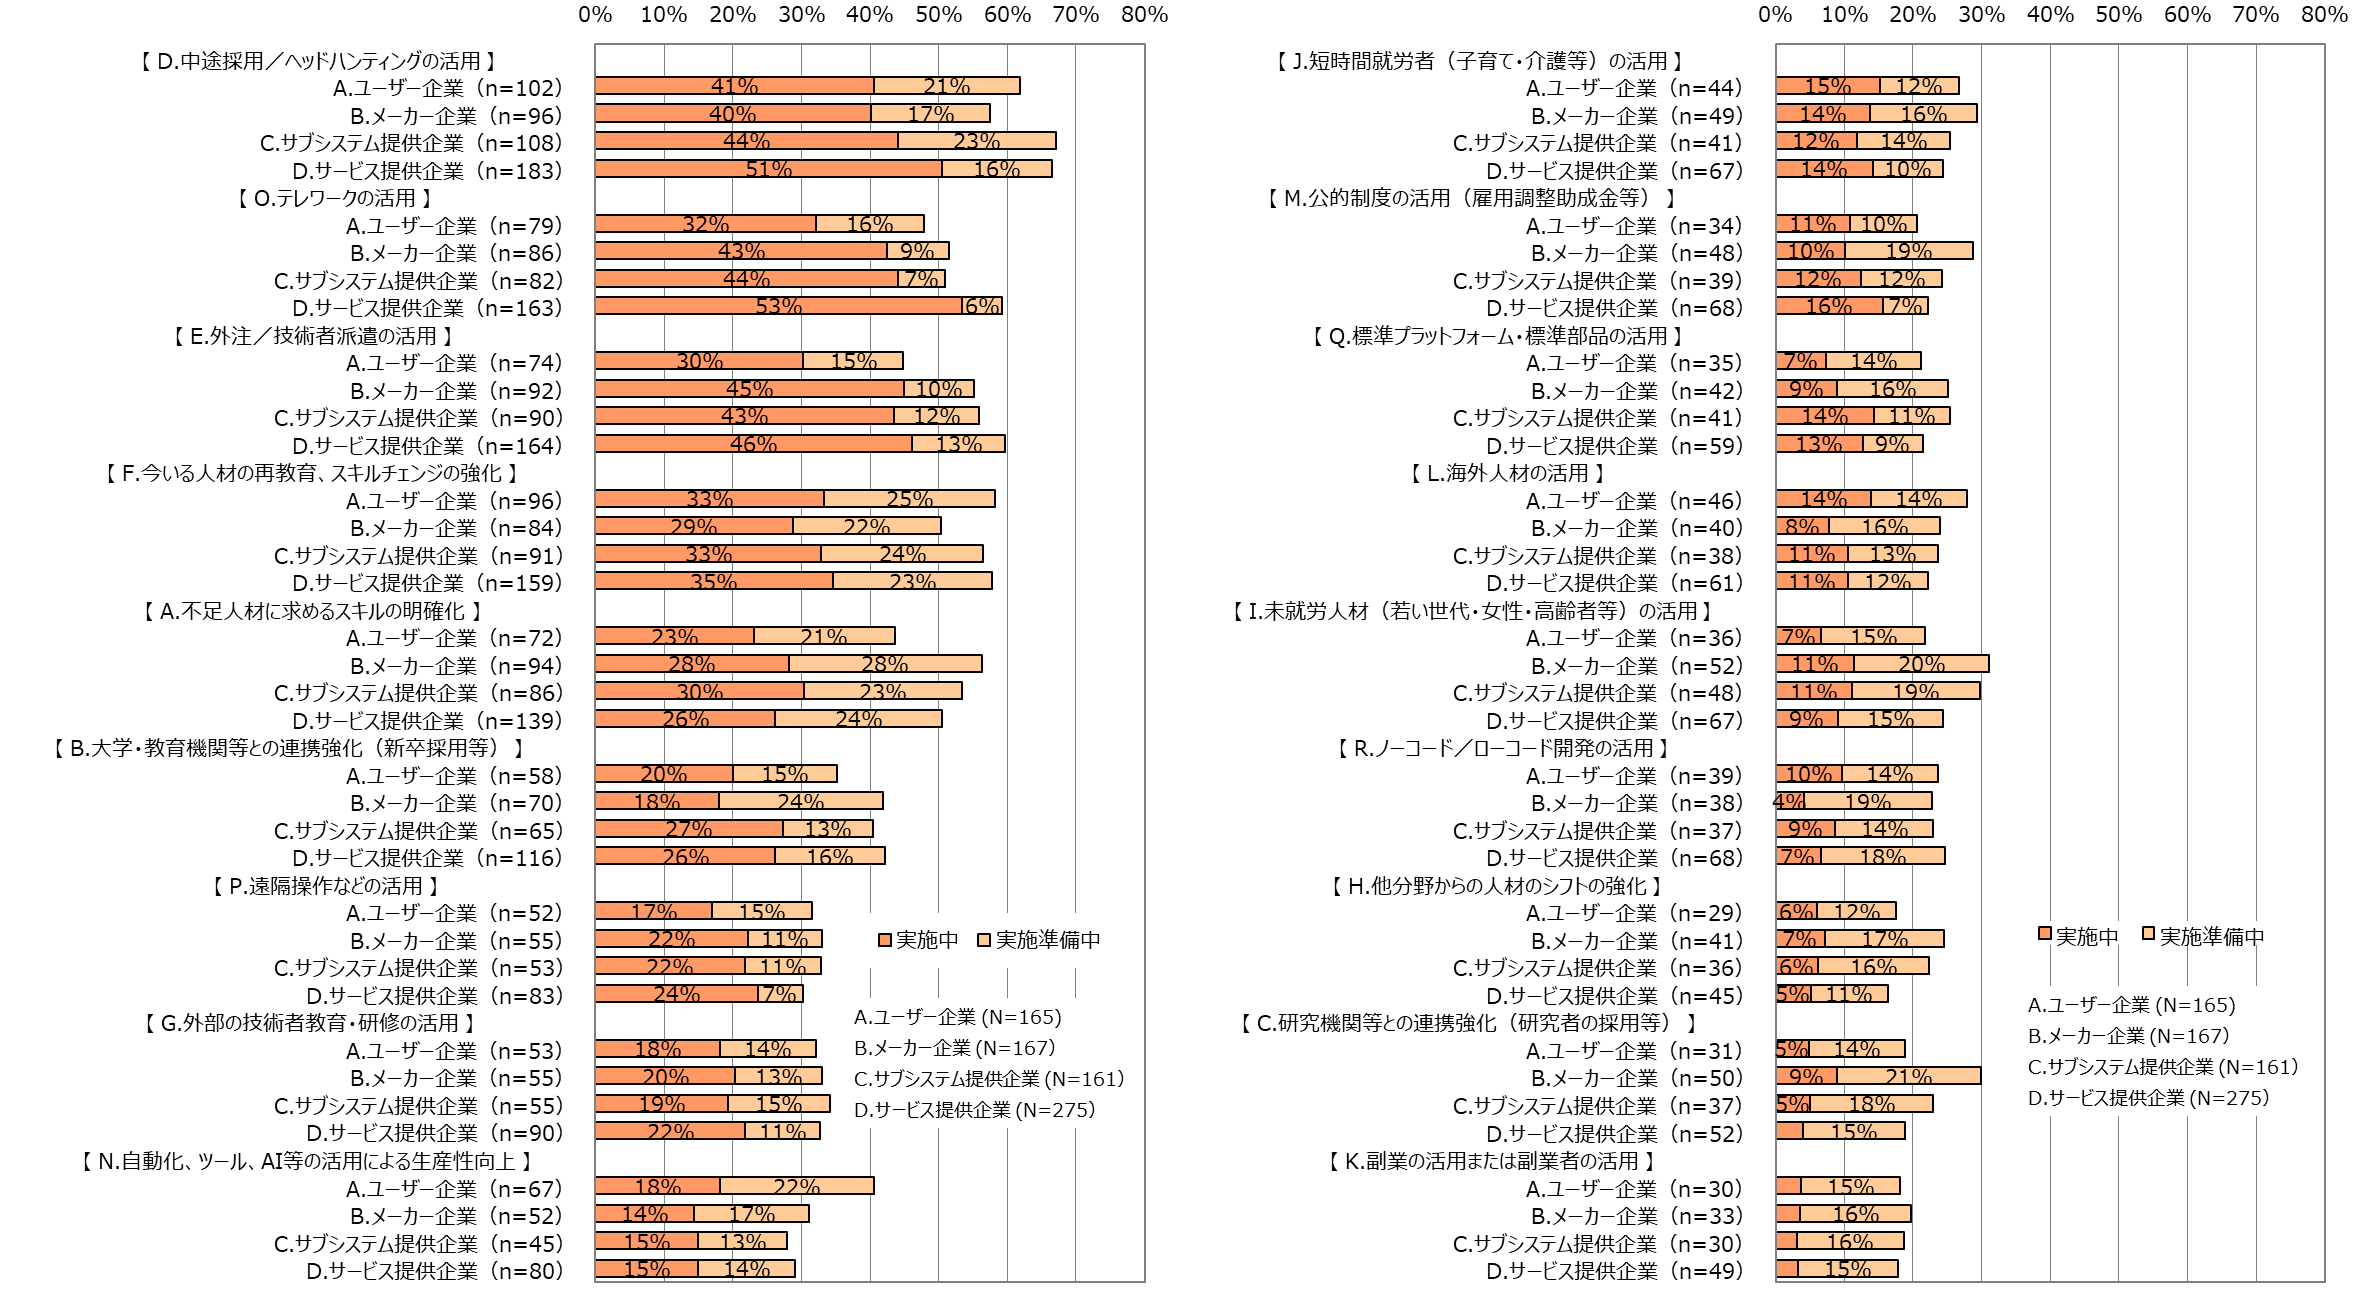 0% 10% 20% 30% 40% 50% 60% 70% 80%
【 D.中途採用／ヘッドハンティングの活用 】
A.ユーザー企業（n=102） 41% 21%
B.メーカー企業（n=96） 40% 17%
C.サブシステム提供企業（n=108） 44% 23%
D.サービス提供企業（n=183） 51% 16%
【 O.テレワークの活用 】
A.ユーザー企業（n=79） 32% 16%
B.メーカー企業（n=86） 43% 9%
C.サブシステム提供企業（n=82） 44% 7%
D.サービス提供企業（n=163） 53% 6%
【 E.外注／技術者派遣の活用 】
A.ユーザー企業（n=74） 30% 15%
B.メーカー企業（n=92） 45% 10%
C.サブシステム提供企業（n=90） 43% 12%
D.サービス提供企業（n=164） 46% 13%
【 F.今いる人材の再教育、スキルチェンジの強化 】
A.ユーザー企業（n=96） 33% 25%
B.メーカー企業（n=84） 29% 22%
C.サブシステム提供企業（n=91） 33% 24%
D.サービス提供企業（n=159） 35% 23%
【 A.不足人材に求めるスキルの明確化 】
A.ユーザー企業（n=72） 23% 21%
B.メーカー企業（n=94） 28% 28%
C.サブシステム提供企業（n=86） 30% 23%
D.サービス提供企業（n=139） 26% 24%
【 B.大学・教育機関等との連携強化（新卒採用等） 】
A.ユーザー企業（n=58） 20% 15%
B.メーカー企業（n=70） 18% 24%
C.サブシステム提供企業（n=65） 27% 13%
D.サービス提供企業（n=116） 26% 16%
【 P.遠隔操作などの活用 】
A.ユーザー企業（n=52） 17% 15%
B.メーカー企業（n=55） 22% 11%
C.サブシステム提供企業（n=53） 22% 11%
D.サービス提供企業（n=83） 24% 7%
【 G.外部の技術者教育・研修の活用 】
A.ユーザー企業（n=53） 18% 14%
B.メーカー企業（n=55） 20% 13%
C.サブシステム提供企業（n=55） 19% 15%
D.サービス提供企業（n=90） 22% 11%
【 N.自動化、ツール、AI等の活用による生産性向上 】
A.ユーザー企業（n=67） 18% 22%
B.メーカー企業（n=52） 14% 17%
C.サブシステム提供企業（n=45） 15% 13%
D.サービス提供企業（n=80） 15% 14%
実施中 実施準備中
A.ユーザー企業 (N=165)
B.メーカー企業 (N=167)
C.サブシステム提供企業 (N=161)
D.サービス提供企業 (N=275)
0% 10% 20% 30% 40% 50% 60% 70% 80%
【 J.短時間就労者（子育て・介護等）の活用 】
A.ユーザー企業（n=44） 15% 12%
B.メーカー企業（n=49） 14% 16%
C.サブシステム提供企業（n=41） 12% 14%
D.サービス提供企業（n=67） 14% 10%
【 M.公的制度の活用（雇用調整助成金等） 】
A.ユーザー企業（n=34） 11% 10%
B.メーカー企業（n=48） 10% 19%
C.サブシステム提供企業（n=39） 12% 12%
D.サービス提供企業（n=68） 16% 7%
【 Q.標準プラットフォーム・標準部品の活用 】
A.ユーザー企業（n=35） 7% 14%
B.メーカー企業（n=42） 9% 16%
C.サブシステム提供企業（n=41） 14% 11%
D.サービス提供企業（n=59） 13% 9%
【 L.海外人材の活用 】
A.ユーザー企業（n=46） 14% 14%
B.メーカー企業（n=40） 8% 16%
C.サブシステム提供企業（n=38） 11% 13%
D.サービス提供企業（n=61） 11% 12%
【 I.未就労人材（若い世代・女性・高齢者等）の活用 】
A.ユーザー企業（n=36） 7% 15%
B.メーカー企業（n=52） 11% 20%
C.サブシステム提供企業（n=48） 11% 19%
D.サービス提供企業（n=67） 9% 15%
【 R.ノーコード／ローコード開発の活用 】
A.ユーザー企業（n=39） 10% 14%
B.メーカー企業（n=38） 4% 19%
C.サブシステム提供企業（n=37） 9% 14%
D.サービス提供企業（n=68） 7% 18%
【 H.他分野からの人材のシフトの強化 】
A.ユーザー企業（n=29） 6% 12%
B.メーカー企業（n=41） 7% 17%
C.サブシステム提供企業（n=36） 6% 16%
D.サービス提供企業（n=45） 5% 11%
【 C.研究機関等との連携強化（研究者の採用等） 】
A.ユーザー企業（n=31） 5% 14%
B.メーカー企業（n=50） 9% 21%
C.サブシステム提供企業（n=37） 5% 18%
D.サービス提供企業（n=52） 15%
【 K.副業の活用または副業者の活用 】
A.ユーザー企業（n=30） 15%
B.メーカー企業（n=33） 16%
C.サブシステム提供企業（n=30） 16%
D.サービス提供企業（n=49） 15%
実施中 実施準備中
A.ユーザー企業 (N=165)
B.メーカー企業 (N=167)
C.サブシステム提供企業 (N=161)
D.サービス提供企業 (N=275)